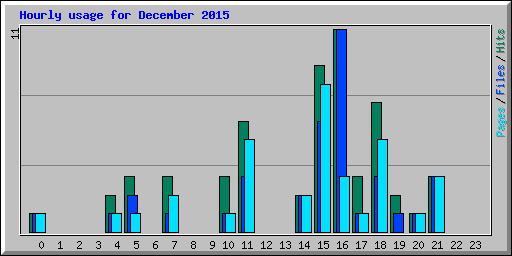 Hourly usage for December 2015
11
Pages/Files/Hits
0 1 2 3 4 5 6 7 8 9 10 11 12 13 14 15 16 17 18 19 20 21 22 23